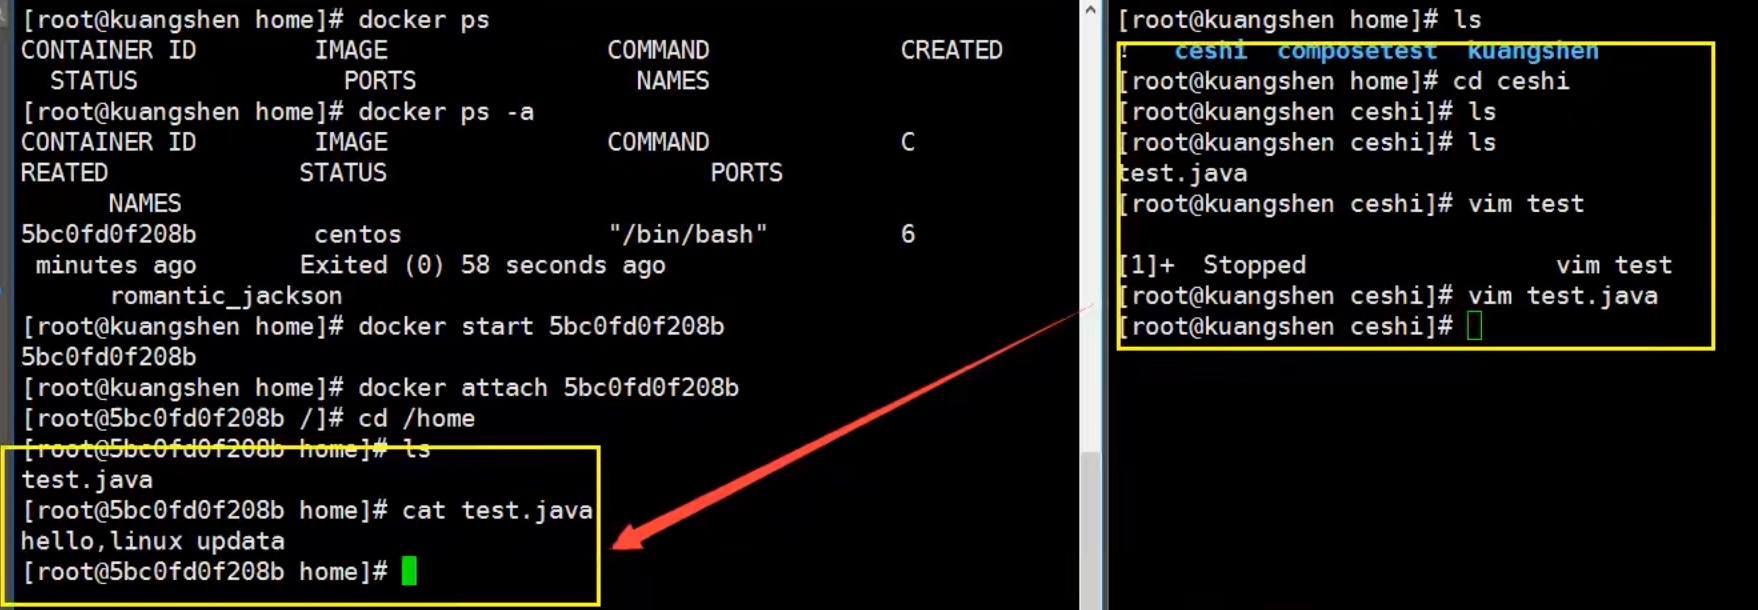 [root@kuangshen home]# docker ps
CONTAINER ID        IMAGE               COMMAND             CREATED
  STATUS              PORTS               NAMES
[root@kuangshen home]# docker ps -a
CONTAINER ID        IMAGE               COMMAND             C
REATED             STATUS                      PORTS
      NAMES
5bc0fd0f208b        centos              "/bin/bash"         6
 minutes ago       Exited (0) 58 seconds ago
      romantic_jackson
[root@kuangshen home]# docker start 5bc0fd0f208b
5bc0fd0f208b
[root@kuangshen home]# docker attach 5bc0fd0f208b
[root@5bc0fd0f208b /]# cd /home
[root@5bc0fd0f208b home]# ls
test.java
[root@5bc0fd0f208b home]# cat test.java
hello,linux updata
[root@5bc0fd0f208b home]#
[root@kuangshen home]# ls
!   ceshi  composetest  kuangshen
[root@kuangshen home]# cd ceshi
[root@kuangshen ceshi]# ls
[root@kuangshen ceshi]# ls
test.java
[root@kuangshen ceshi]# vim test
[1]+  Stopped                 vim test
[root@kuangshen ceshi]# vim test.java
[root@kuangshen ceshi]#